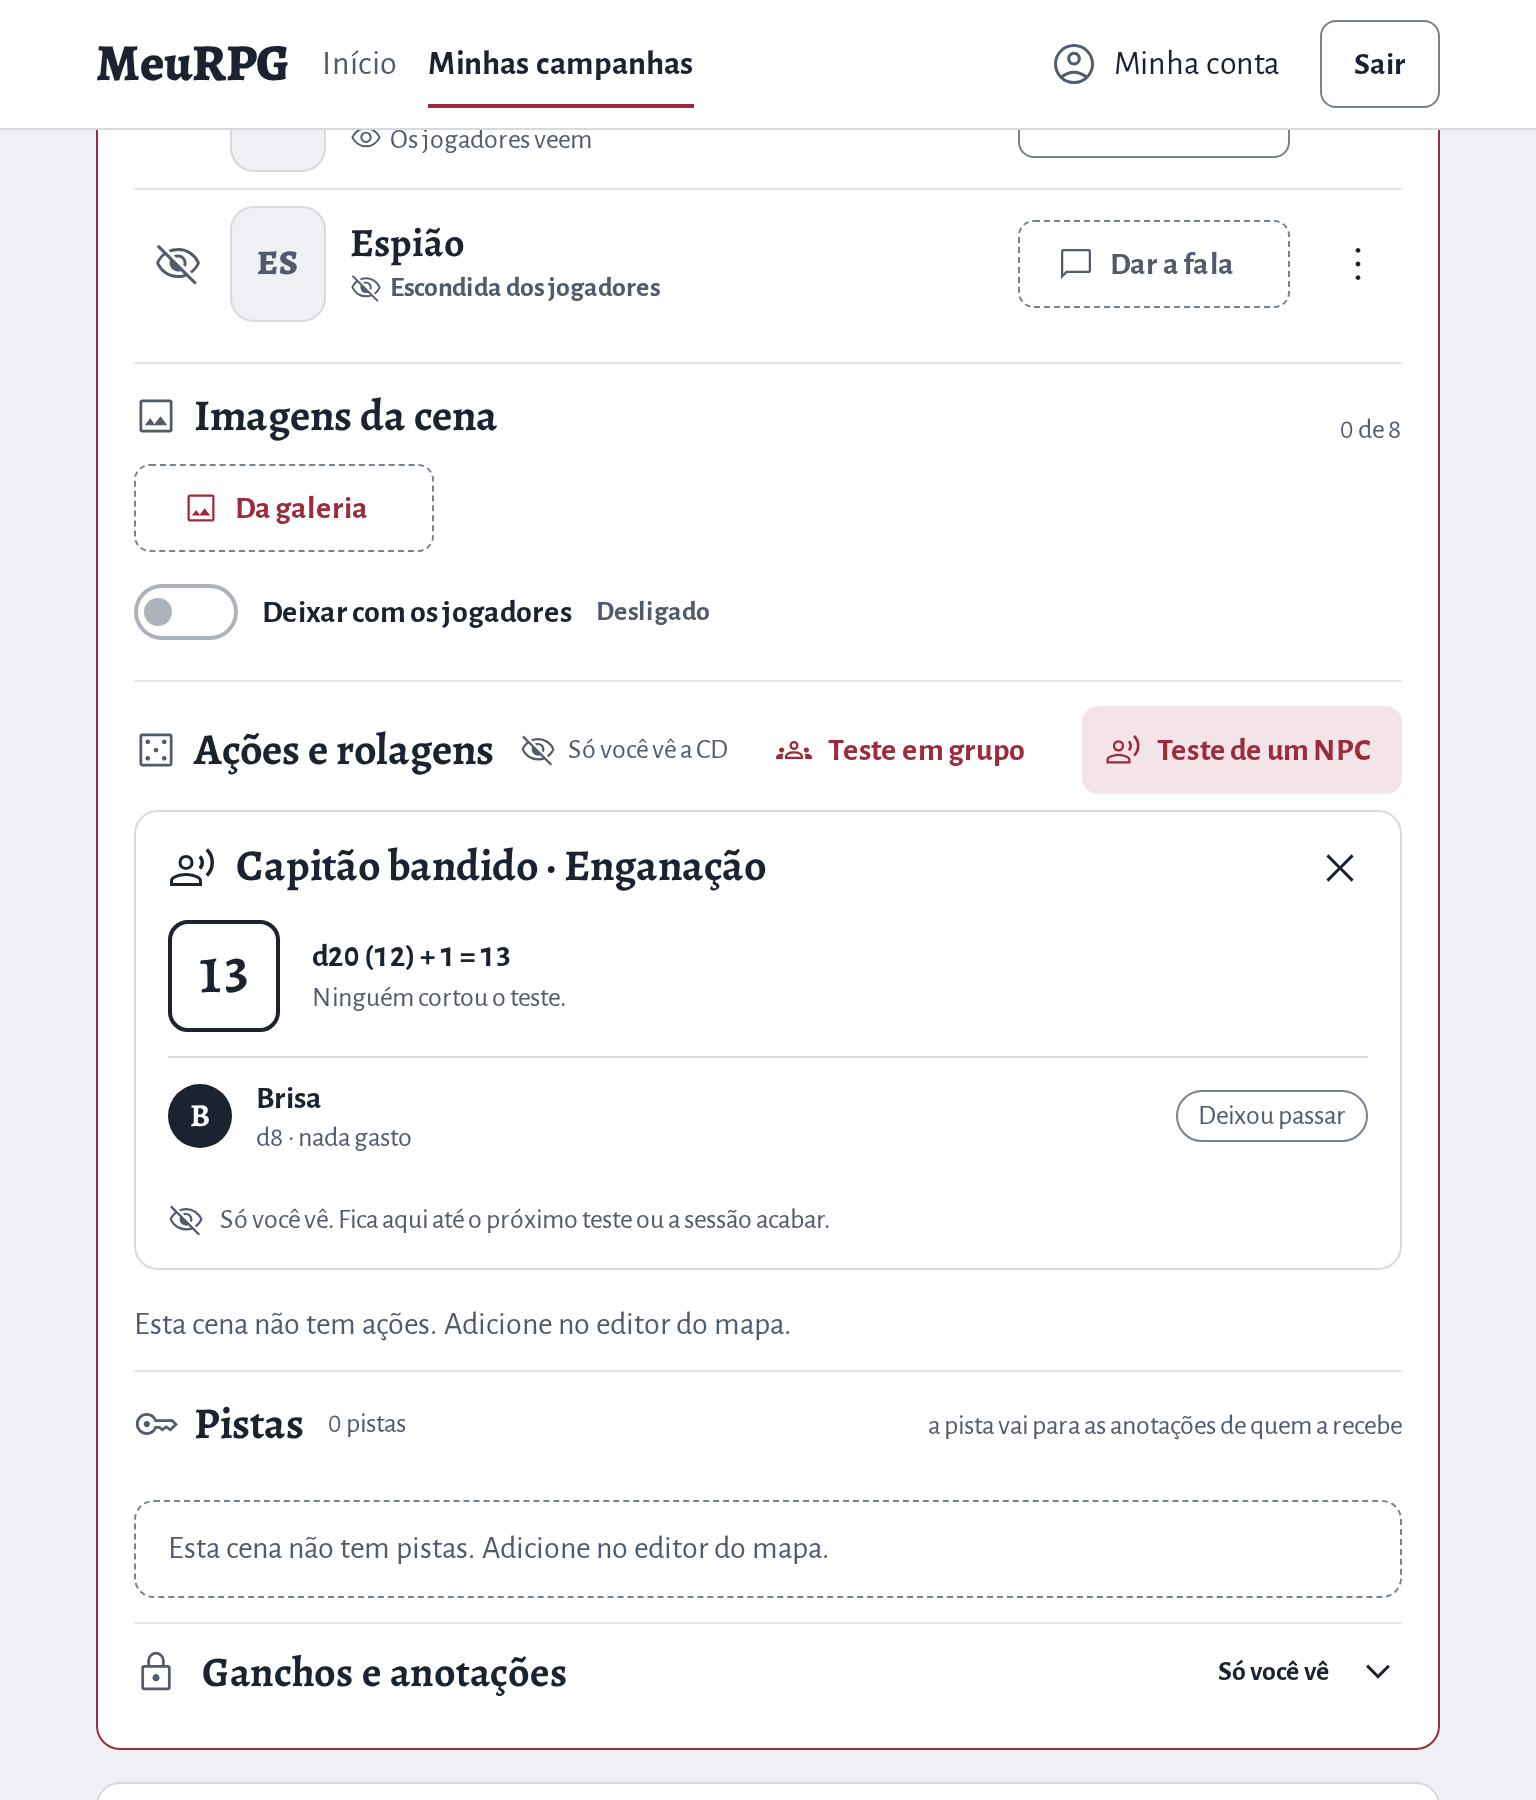 MeuRPG Início Minhas campanhas Minha conta Sair
Os jogadores veem
ES Espião Dar a fala
Escondida dos jogadores
Imagens da cena 0 de 8
Da galeria
Deixar com os jogadores Desligado
Ações e rolagens Só você vê a CD Teste em grupo Teste de um NPC
Capitão bandido · Enganação
13 d20 (12) + 1 = 13
Ninguém cortou o teste.
B Brisa Deixou passar
d8 · nada gasto
Só você vê. Fica aqui até o próximo teste ou a sessão acabar.
Esta cena não tem ações. Adicione no editor do mapa.
Pistas 0 pistas a pista vai para as anotações de quem a recebe
Esta cena não tem pistas. Adicione no editor do mapa.
Ganchos e anotações Só você vê